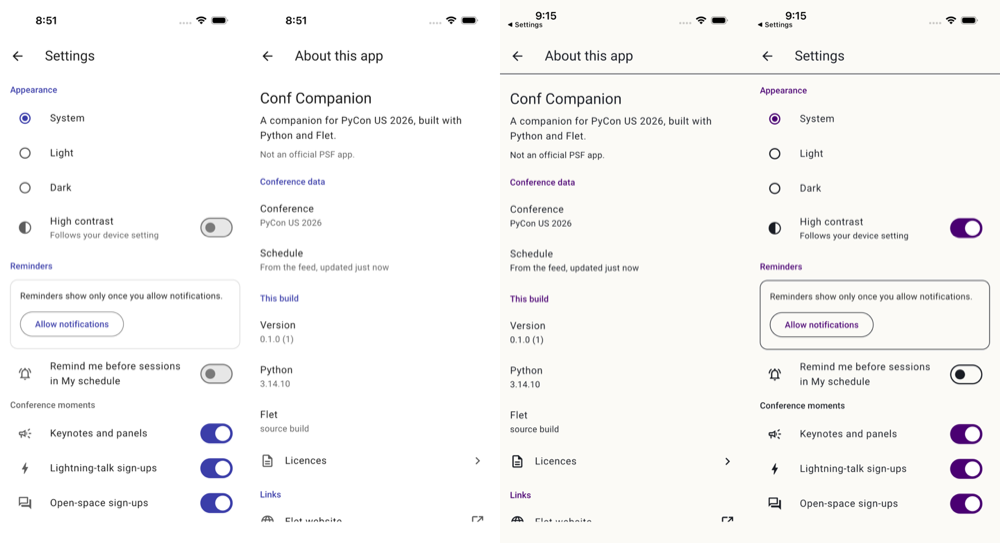 8:51
Settings
Appearance
System
Light
Dark
High contrast
Follows your device setting
Reminders
Reminders show only once you allow notifications.
Allow notifications
Remind me before sessions
in My schedule
Conference moments
Keynotes and panels
Lightning-talk sign-ups
Open-space sign-ups
8:51
About this app
Conf Companion
A companion for PyCon US 2026, built with
Python and Flet.
Not an official PSF app.
Conference data
Conference
PyCon US 2026
Schedule
From the feed, updated just now
This build
Version
0.1.0 (1)
Python
3.14.10
Flet
source build
Licences
Links
Flet website
9:15
Settings
About this app
Conf Companion
A companion for PyCon US 2026, built with
Python and Flet.
Not an official PSF app.
Conference data
Conference
PyCon US 2026
Schedule
From the feed, updated just now
This build
Version
0.1.0 (1)
Python
3.14.10
Flet
source build
Licences
Links
Flet website
9:15
Settings
Settings
Appearance
System
Light
Dark
High contrast
Follows your device setting
Reminders
Reminders show only once you allow notifications.
Allow notifications
Remind me before sessions
in My schedule
Conference moments
Keynotes and panels
Lightning-talk sign-ups
Open-space sign-ups